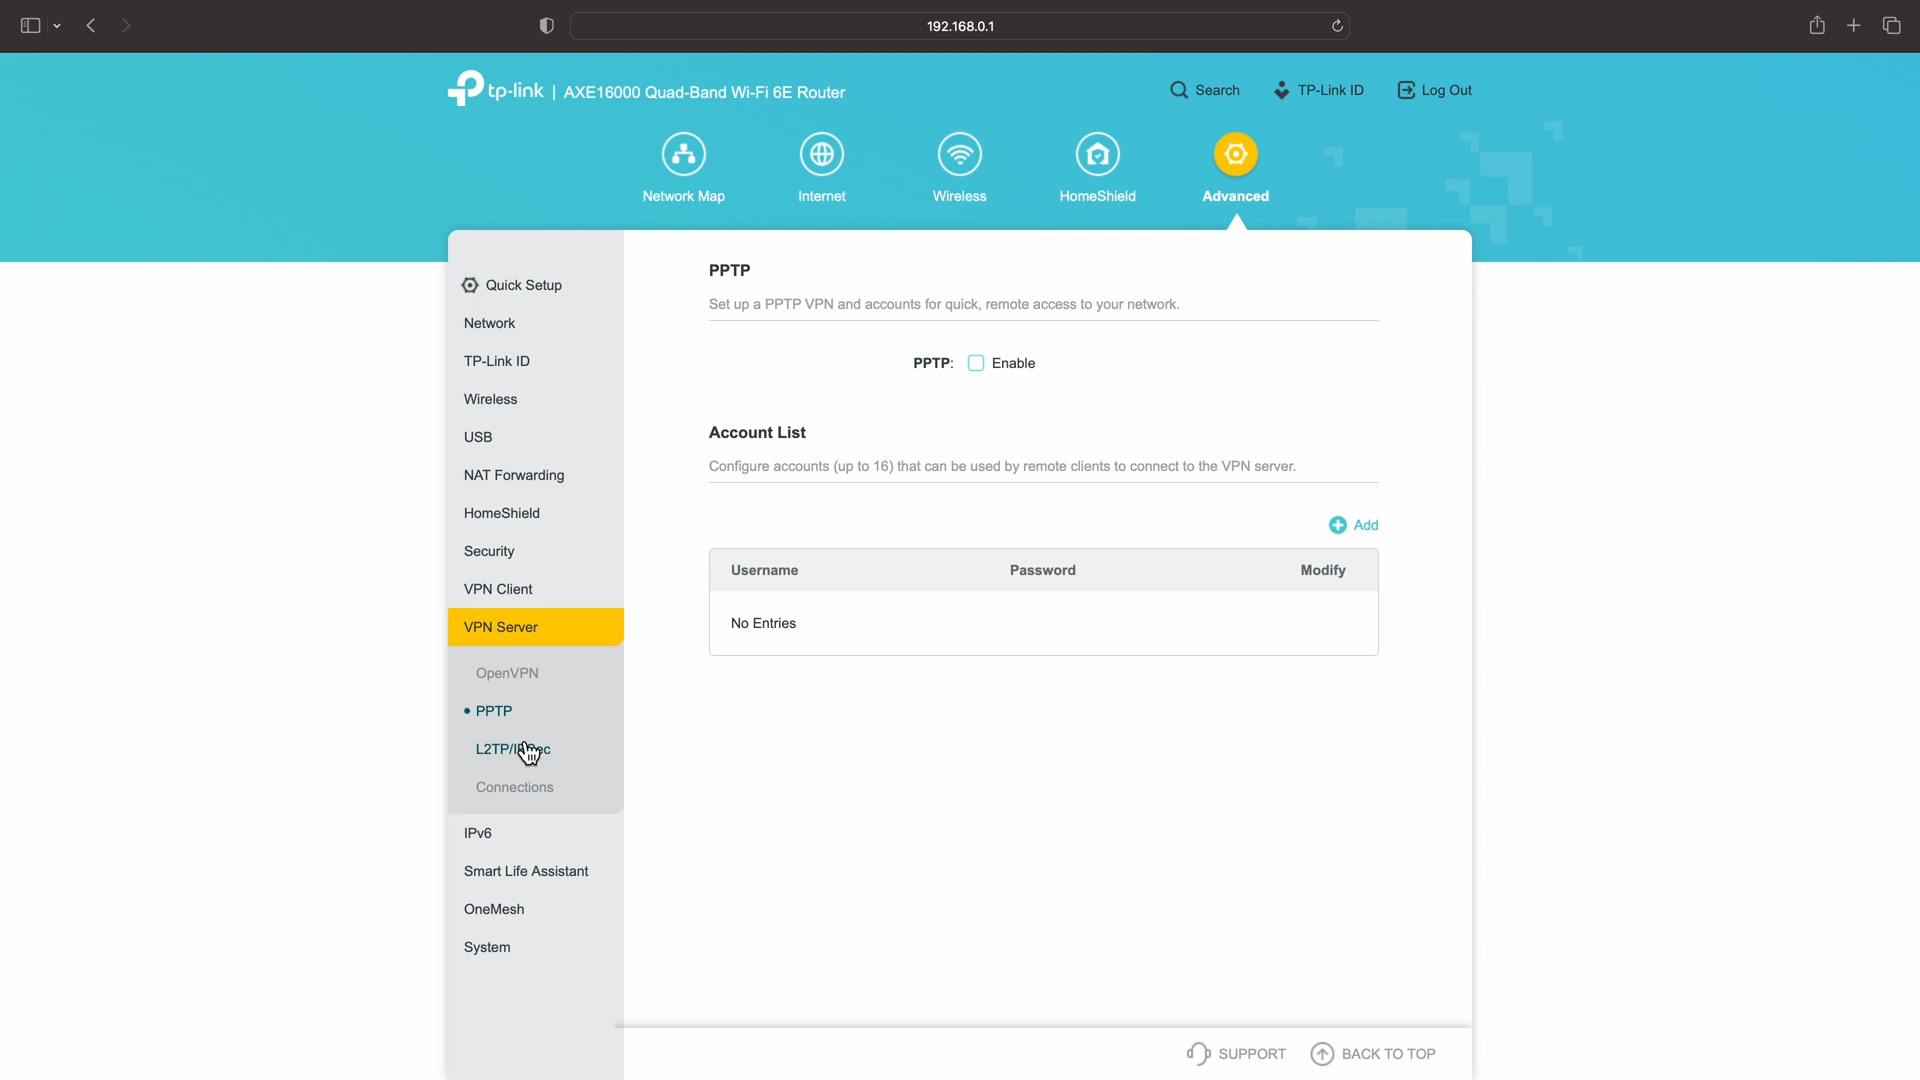 192.168.0.1
tp-link | AXE16000 Quad-Band Wi-Fi 6E Router
Search
TP-Link ID
Log Out
Network Map
Internet
Wireless
HomeShield
Advanced
Quick Setup
Network
TP-Link ID
Wireless
USB
NAT Forwarding
HomeShield
Security
VPN Client
VPN Server
OpenVPN
PPTP
L2TP/IPSec
Connections
IPv6
Smart Life Assistant
OneMesh
System
PPTP
Set up a PPTP VPN and accounts for quick, remote access to your network.
PPTP: Enable
Account List
Configure accounts (up to 16) that can be used by remote clients to connect to the VPN server.
Add
Username Password Modify
No Entries
SUPPORT
BACK TO TOP